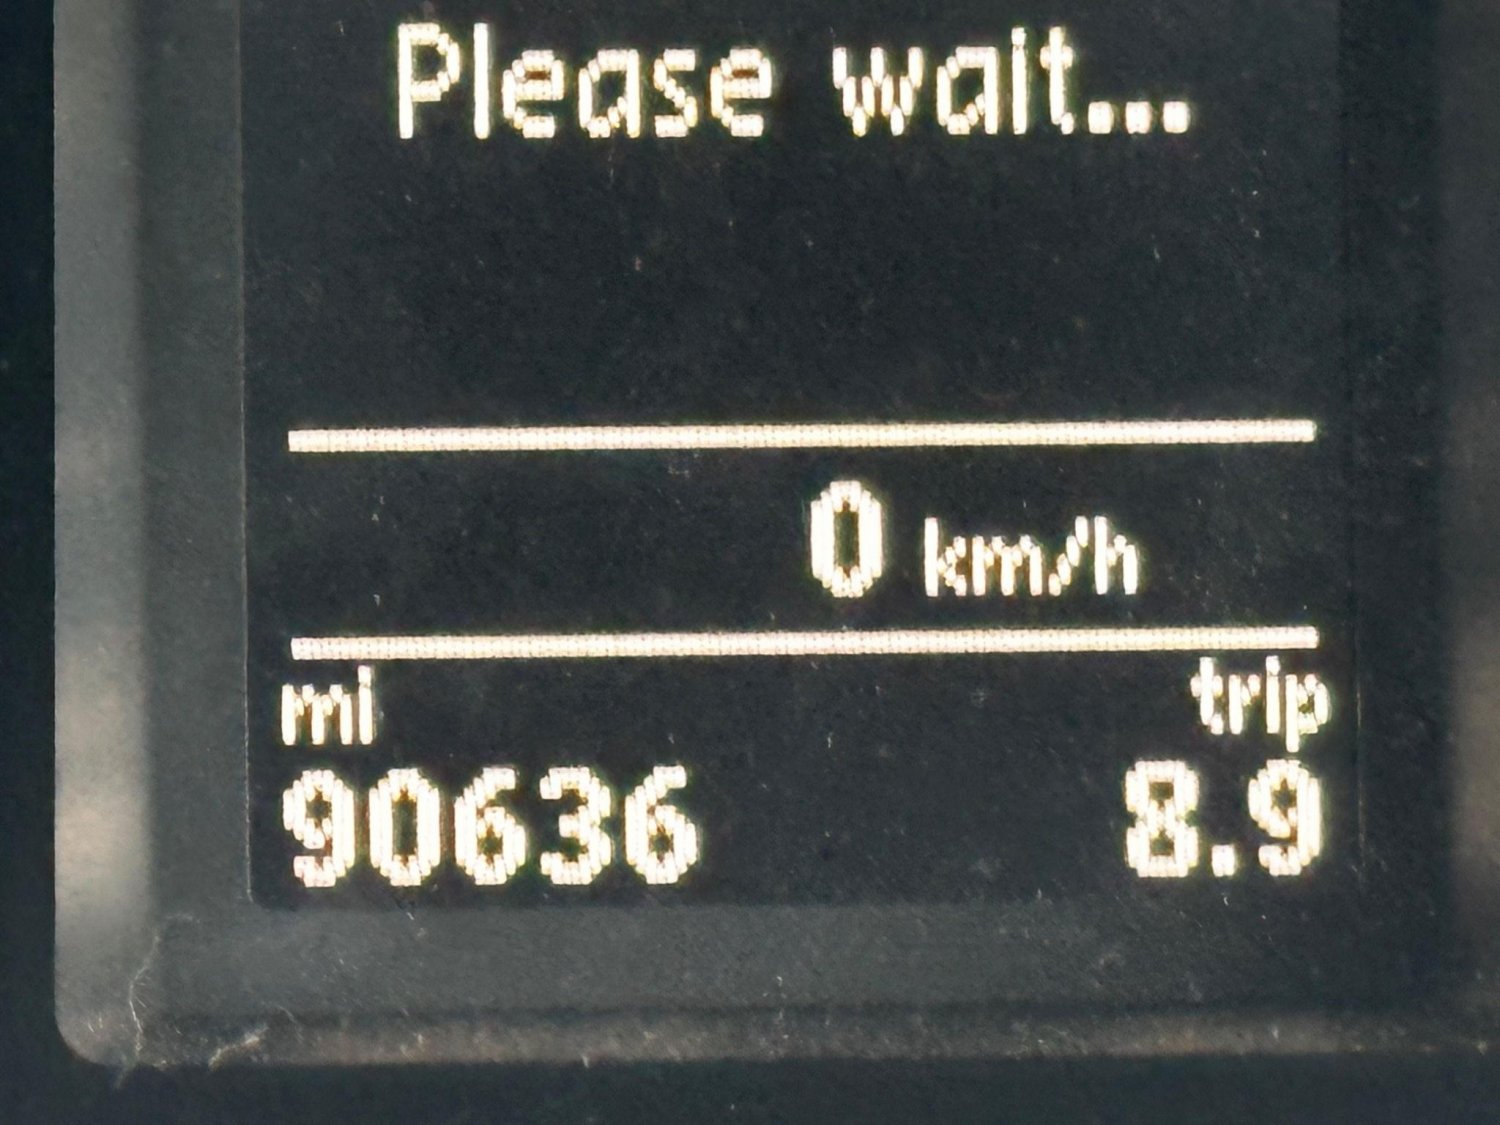 Please wait...
0 km/h
mi trip
90636 8.9